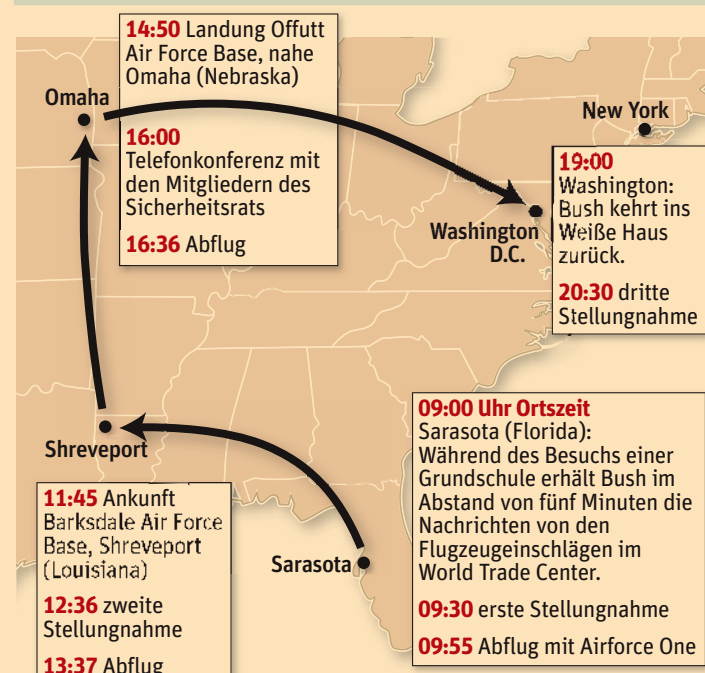 14:50 Landung Offutt
Air Force Base, nahe
Omaha (Nebraska)
16:00
Telefonkonferenz mit
den Mitgliedern des
Sicherheitsrats
16:36 Abflug
Omaha
New York
Washington
D.C.
19:00
Washington:
Bush kehrt ins
Weiße Haus
zurück.
20:30 dritte
Stellungnahme
Shreveport
11:45 Ankunft
Barksdale Air Force
Base, Shreveport
(Louisiana)
12:36 zweite
Stellungnahme
13:37 Abflug
Sarasota
09:00 Uhr Ortszeit
Sarasota (Florida):
Während des Besuchs einer
Grundschule erhält Bush im
Abstand von fünf Minuten die
Nachrichten von den
Flugzeugeinschlägen im
World Trade Center.
09:30 erste Stellungnahme
09:55 Abflug mit Airforce One